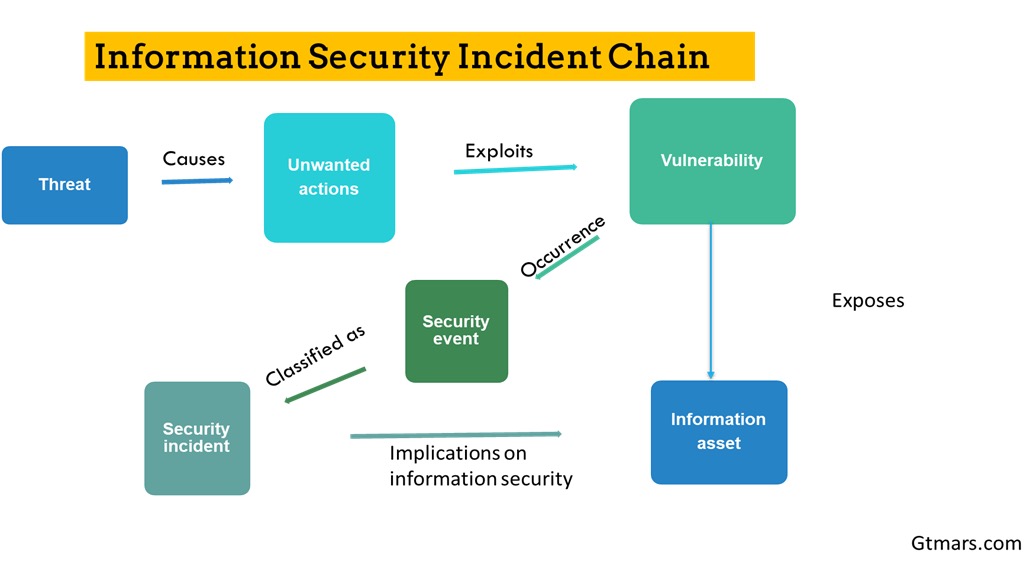 Information Security Incident Chain
Threat
Causes
Unwanted
actions
Exploits
Vulnerability
Occurrence
Exposes
Security
event
Classified as
Security
incident
Implications on
information security
Information
asset
Gtmars.com